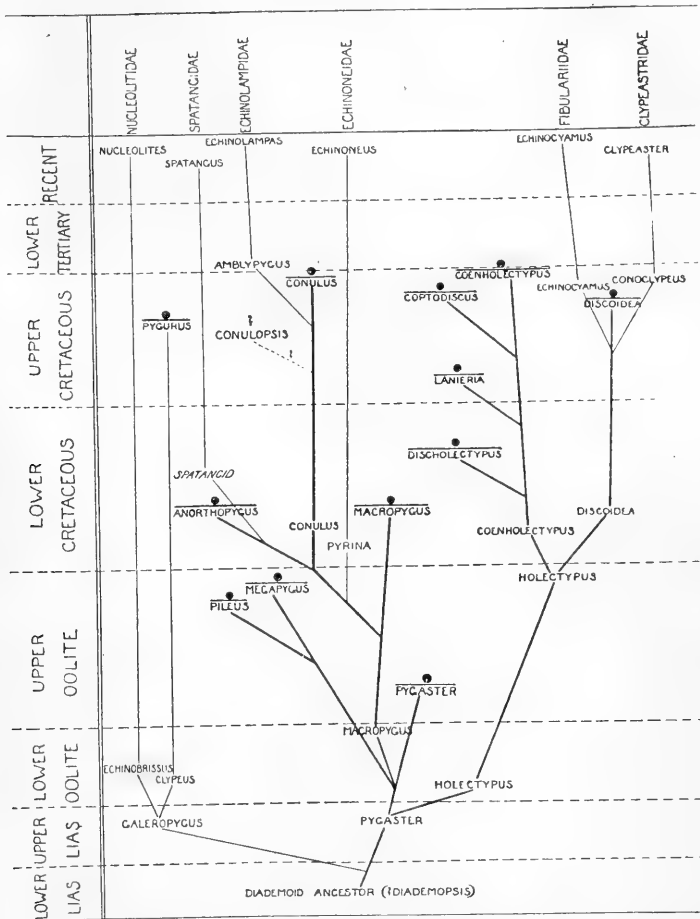 NUCLEOLITIDAE
SPATANGIDAE
ECHINOLAMPIDAE
ECHINONEIDAE
FIBULARIIDAE
CLYPEASTRIDAE
RECENT
NUCLEOLITES
SPATANGUS
ECHINOLAMPAS
ECHINONEUS
ECHINOCYAMUS
CLYPEASTER
LOWER
TERTIARY
AMBLYPYGUS
CONULUS
COENHOLECTYPUS
UPPER
CRETACEOUS
PYGURUS
?
CONULOPSIS
?
COPTODISCUS
ECHINOCYAMUS
CONOCLYPEUS
DISCOIDEA
LANIERIA
LOWER
CRETACEOUS
DISCHOLECTYPUS
SPATANGID
ANORTHOPYGUS
CONULUS
MACROPYGUS
PYRINA
COENHOLECTYPUS
DISCOIDEA
HOLECTYPUS
UPPER
OOLITE
MEGAPYGUS
PILEUS
PYGASTER
MACROPYGUS
LOWER
OOLITE
ECHINOBRISSUS
CLYPEUS
HOLECTYPUS
UPPER
LIAS
GALEROPYGUS
PYGASTER
LOWER
LIAS
DIADEMOID ANCESTOR (?DIADEMOPSIS)